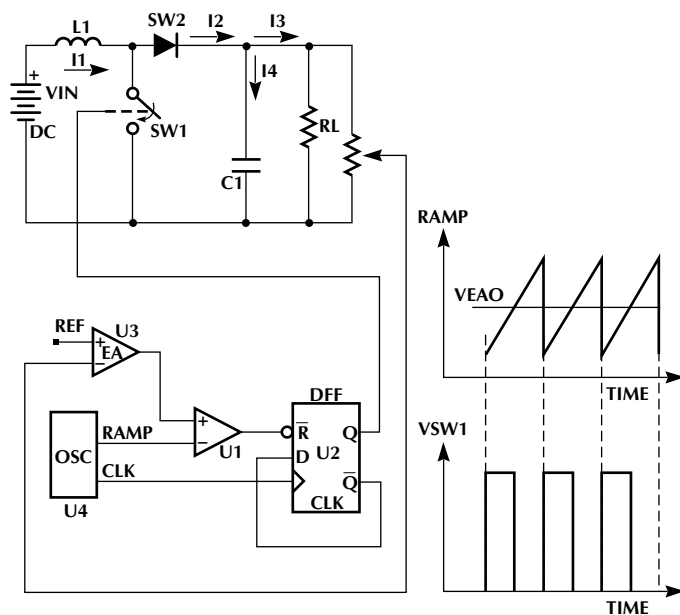 SW2
L1
I2
I3
I1
I4
+
VIN
DC
SW1
RL
C1
RAMP
VEAO
TIME
REF
U3
+
EA
−
DFF
+
R
Q
RAMP
−
U2
OSC
U1
D
CLK
Q
U4
CLK
VSW1
TIME